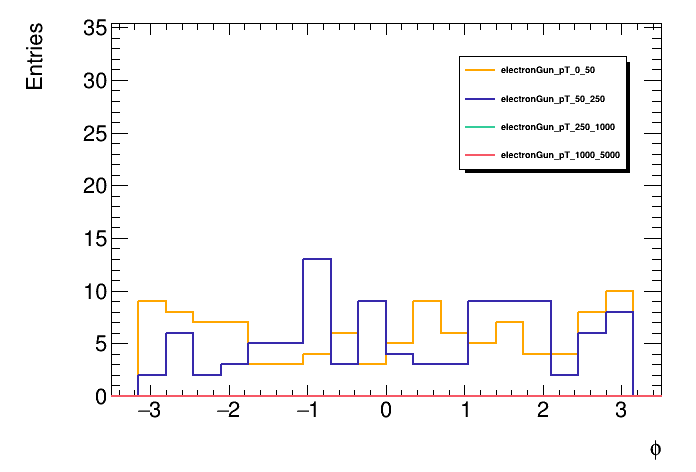 Entries
35
30
25
20
15
10
5
0
electronGun_pT_0_50
electronGun_pT_50_250
electronGun_pT_250_1000
electronGun_pT_1000_5000
−3 −2 −1 0 1 2 3
ϕ